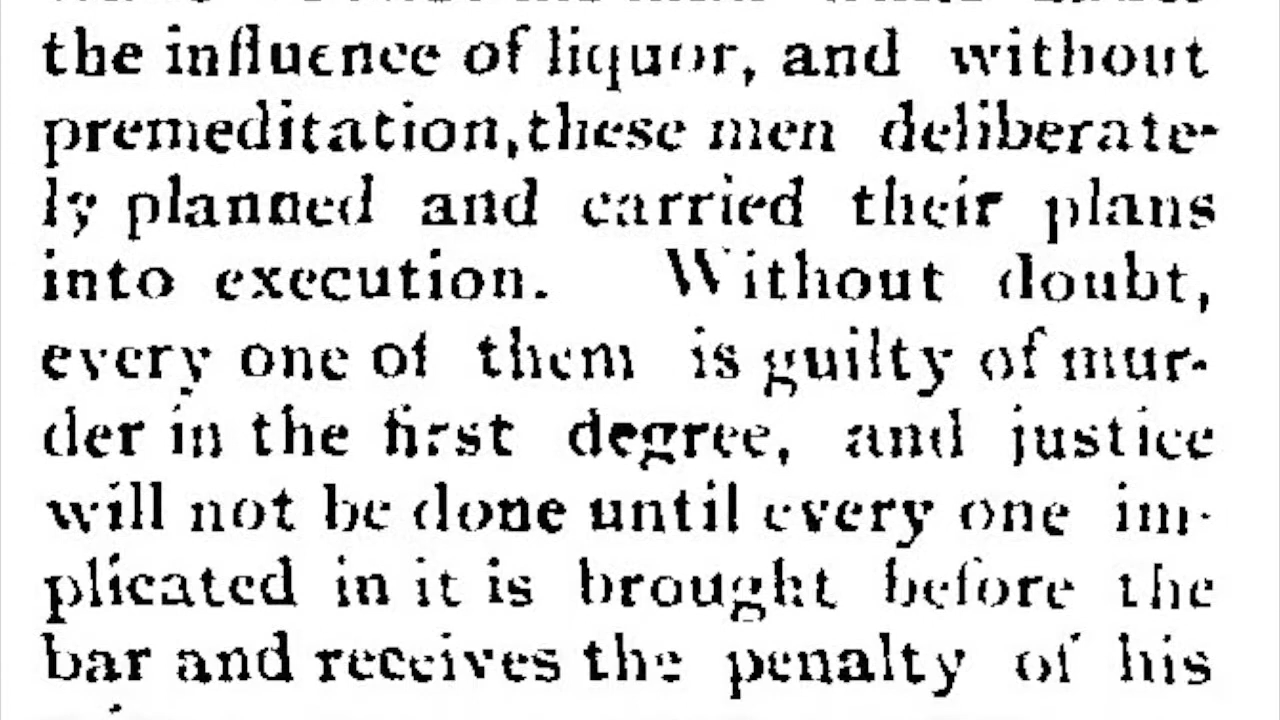 the influence of liquor, and without
premeditation, these men deliberate-
ly planned and carried their plans
into execution. Without doubt,
every one of them is guilty of mur-
der in the first degree, and justice
will not be done until every one im-
plicated in it is brought before the
bar and receives the penalty of his